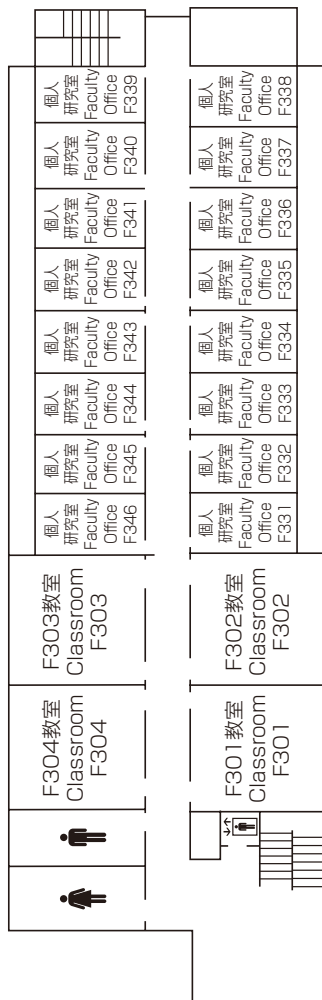 個人
研究室
Faculty
Office
F339
個人
研究室
Faculty
Office
F340
個人
研究室
Faculty
Office
F341
個人
研究室
Faculty
Office
F342
個人
研究室
Faculty
Office
F343
個人
研究室
Faculty
Office
F344
個人
研究室
Faculty
Office
F345
個人
研究室
Faculty
Office
F346
F303教室
Classroom
F303
F304教室
Classroom
F304
個人
研究室
Faculty
Office
F338
個人
研究室
Faculty
Office
F337
個人
研究室
Faculty
Office
F336
個人
研究室
Faculty
Office
F335
個人
研究室
Faculty
Office
F334
個人
研究室
Faculty
Office
F333
個人
研究室
Faculty
Office
F332
個人
研究室
Faculty
Office
F331
F302教室
Classroom
F302
F301教室
Classroom
F301